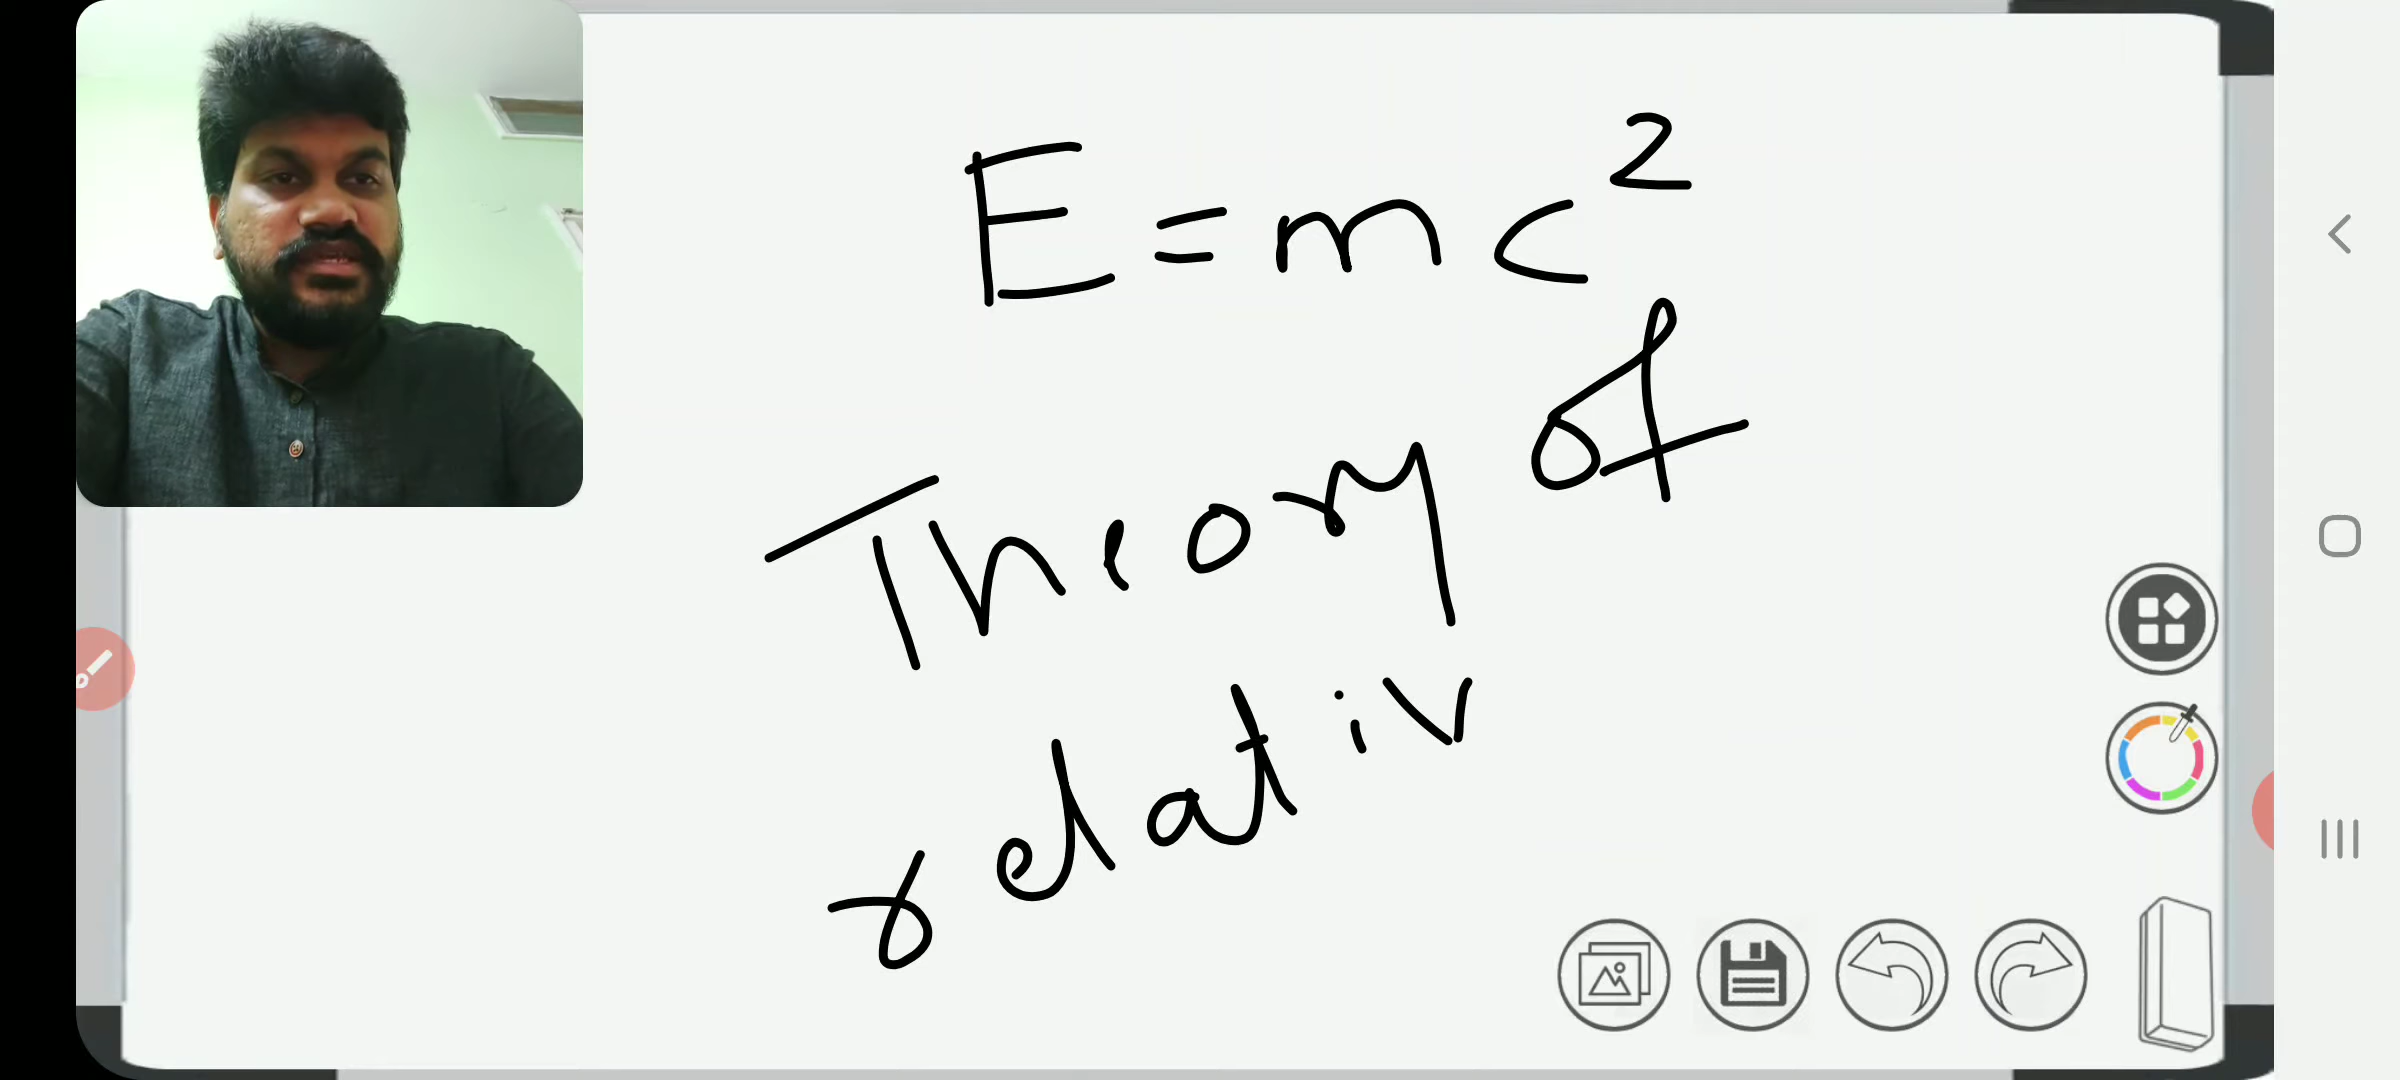 E = mc²
Theory of
relativ